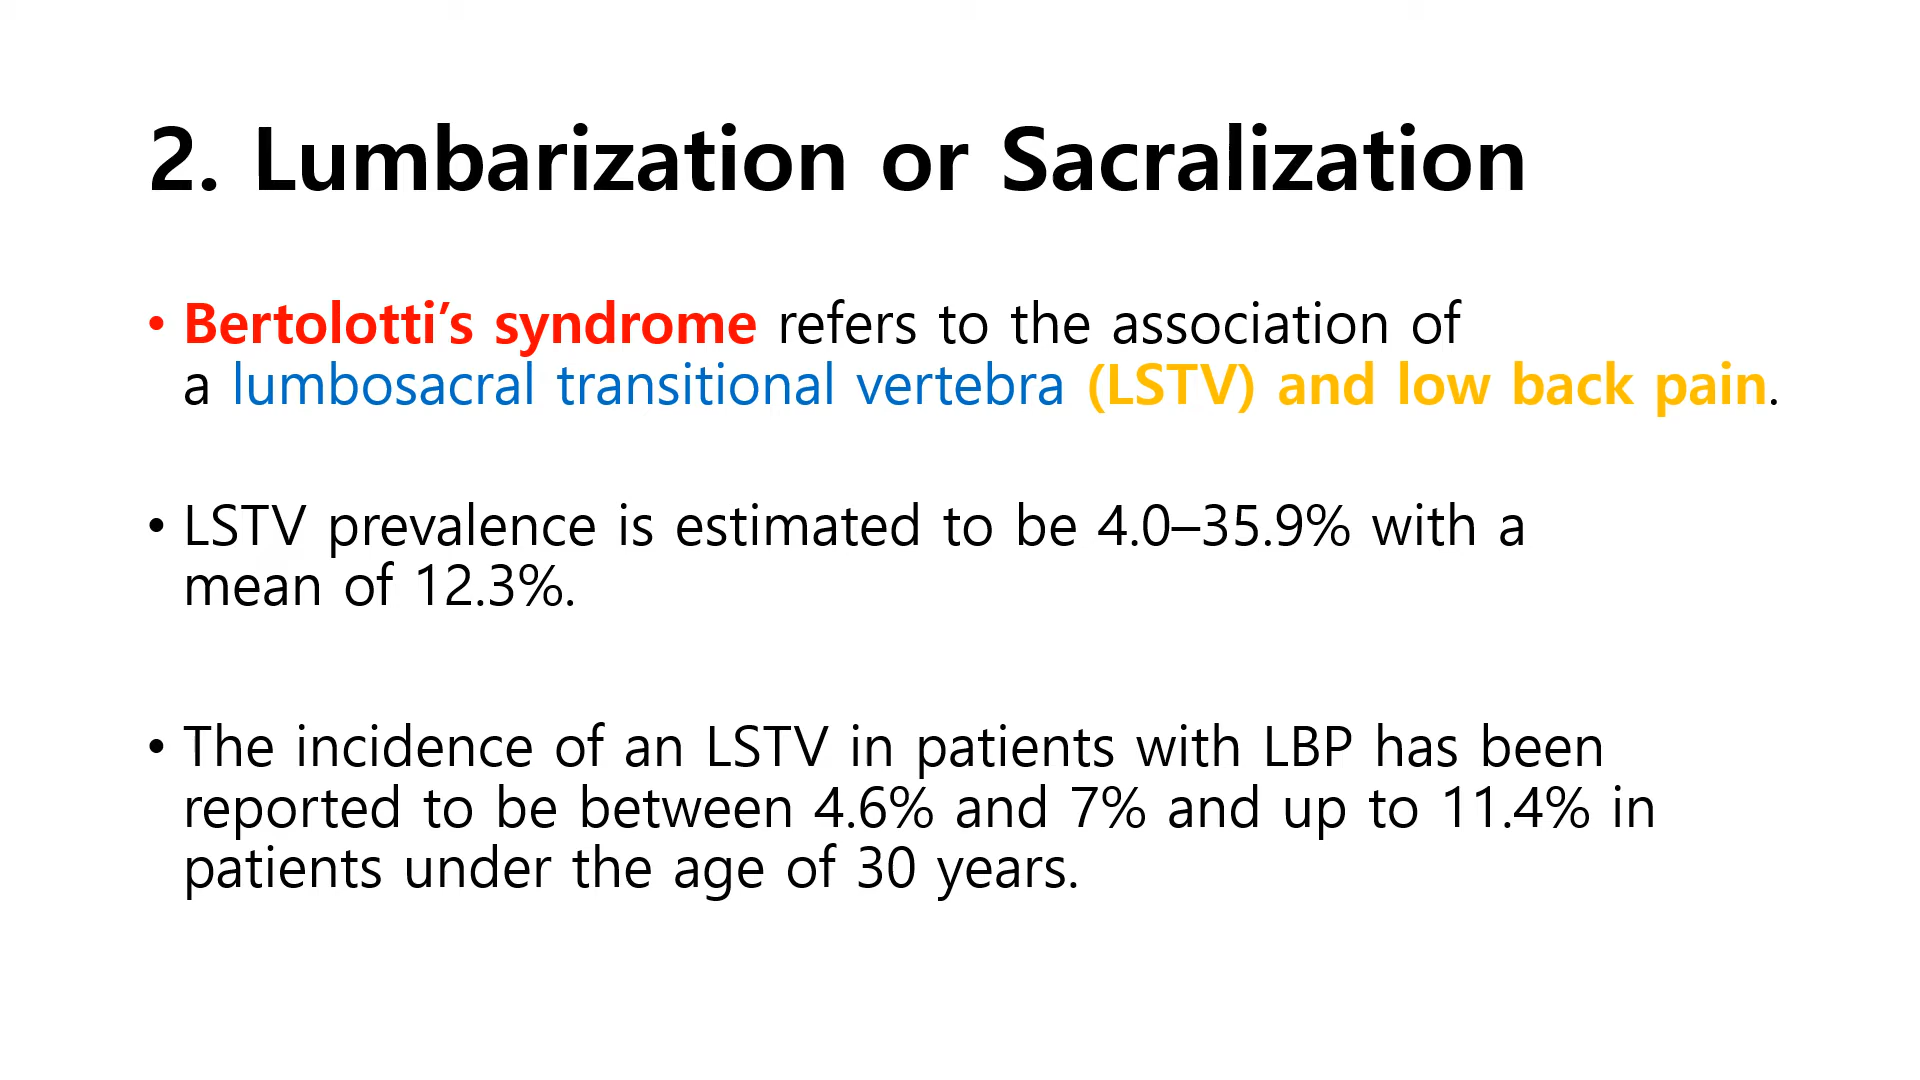 2. Lumbarization or Sacralization
• Bertolotti’s syndrome refers to the association of
a lumbosacral transitional vertebra (LSTV) and low back pain.
• LSTV prevalence is estimated to be 4.0–35.9% with a
mean of 12.3%.
• The incidence of an LSTV in patients with LBP has been
reported to be between 4.6% and 7% and up to 11.4% in
patients under the age of 30 years.